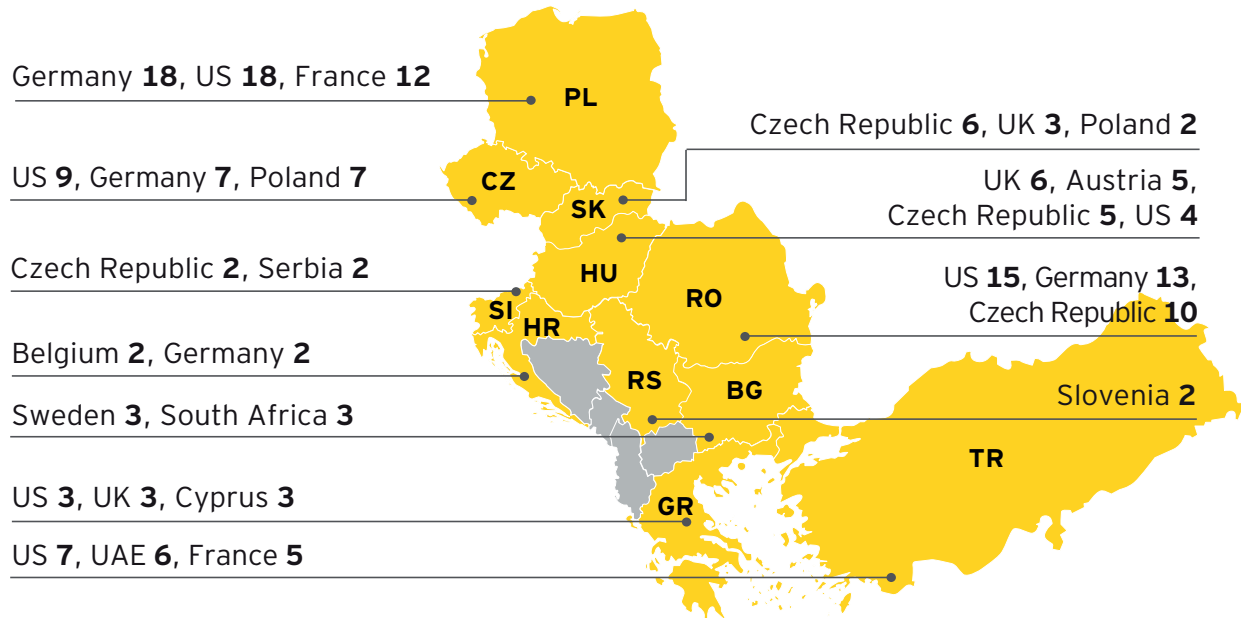 Germany 18, US 18, France 12
PL
Czech Republic 6, UK 3, Poland 2
US 9, Germany 7, Poland 7
CZ
SK
UK 6, Austria 5,
Czech Republic 5, US 4
Czech Republic 2, Serbia 2
HU
RO
US 15, Germany 13,
Czech Republic 10
SI
HR
Belgium 2, Germany 2
RS
BG
Slovenia 2
Sweden 3, South Africa 3
TR
US 3, UK 3, Cyprus 3
GR
US 7, UAE 6, France 5